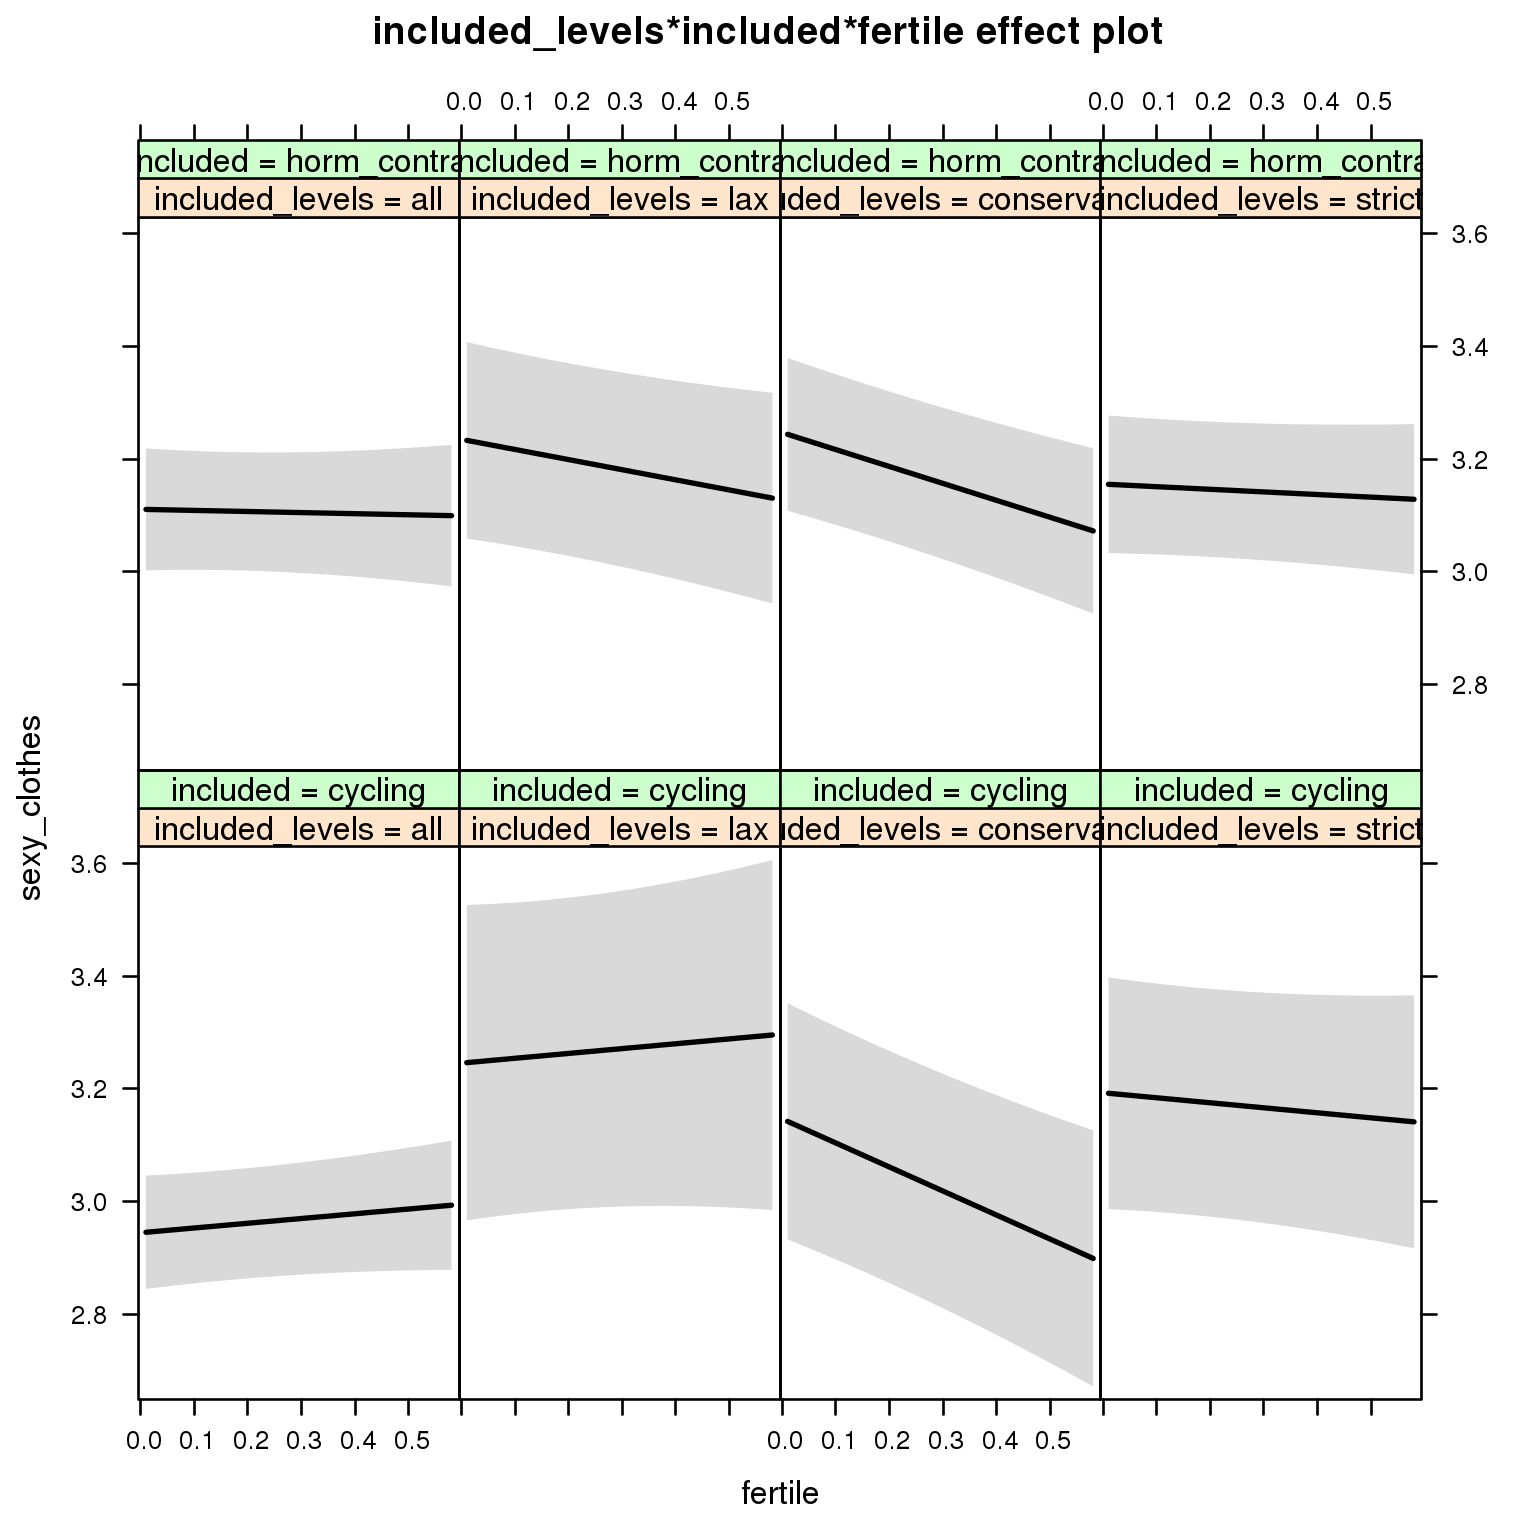 included_levels*included*fertile effect plot
0.0 0.1 0.2 0.3 0.4 0.5 0.0 0.1 0.2 0.3 0.4 0.5
ncluded = horm_contra ncluded = horm_contra ncluded = horm_contra ncluded = horm_contra
included_levels = all included_levels = lax uded_levels = conserva included_levels = strict
3.6
3.4
3.2
3.0
2.8
sexy_clothes
included = cycling included = cycling included = cycling included = cycling
included_levels = all included_levels = lax uded_levels = conserva included_levels = strict
3.6
3.4
3.2
3.0
2.8
0.0 0.1 0.2 0.3 0.4 0.5 0.0 0.1 0.2 0.3 0.4 0.5
fertile